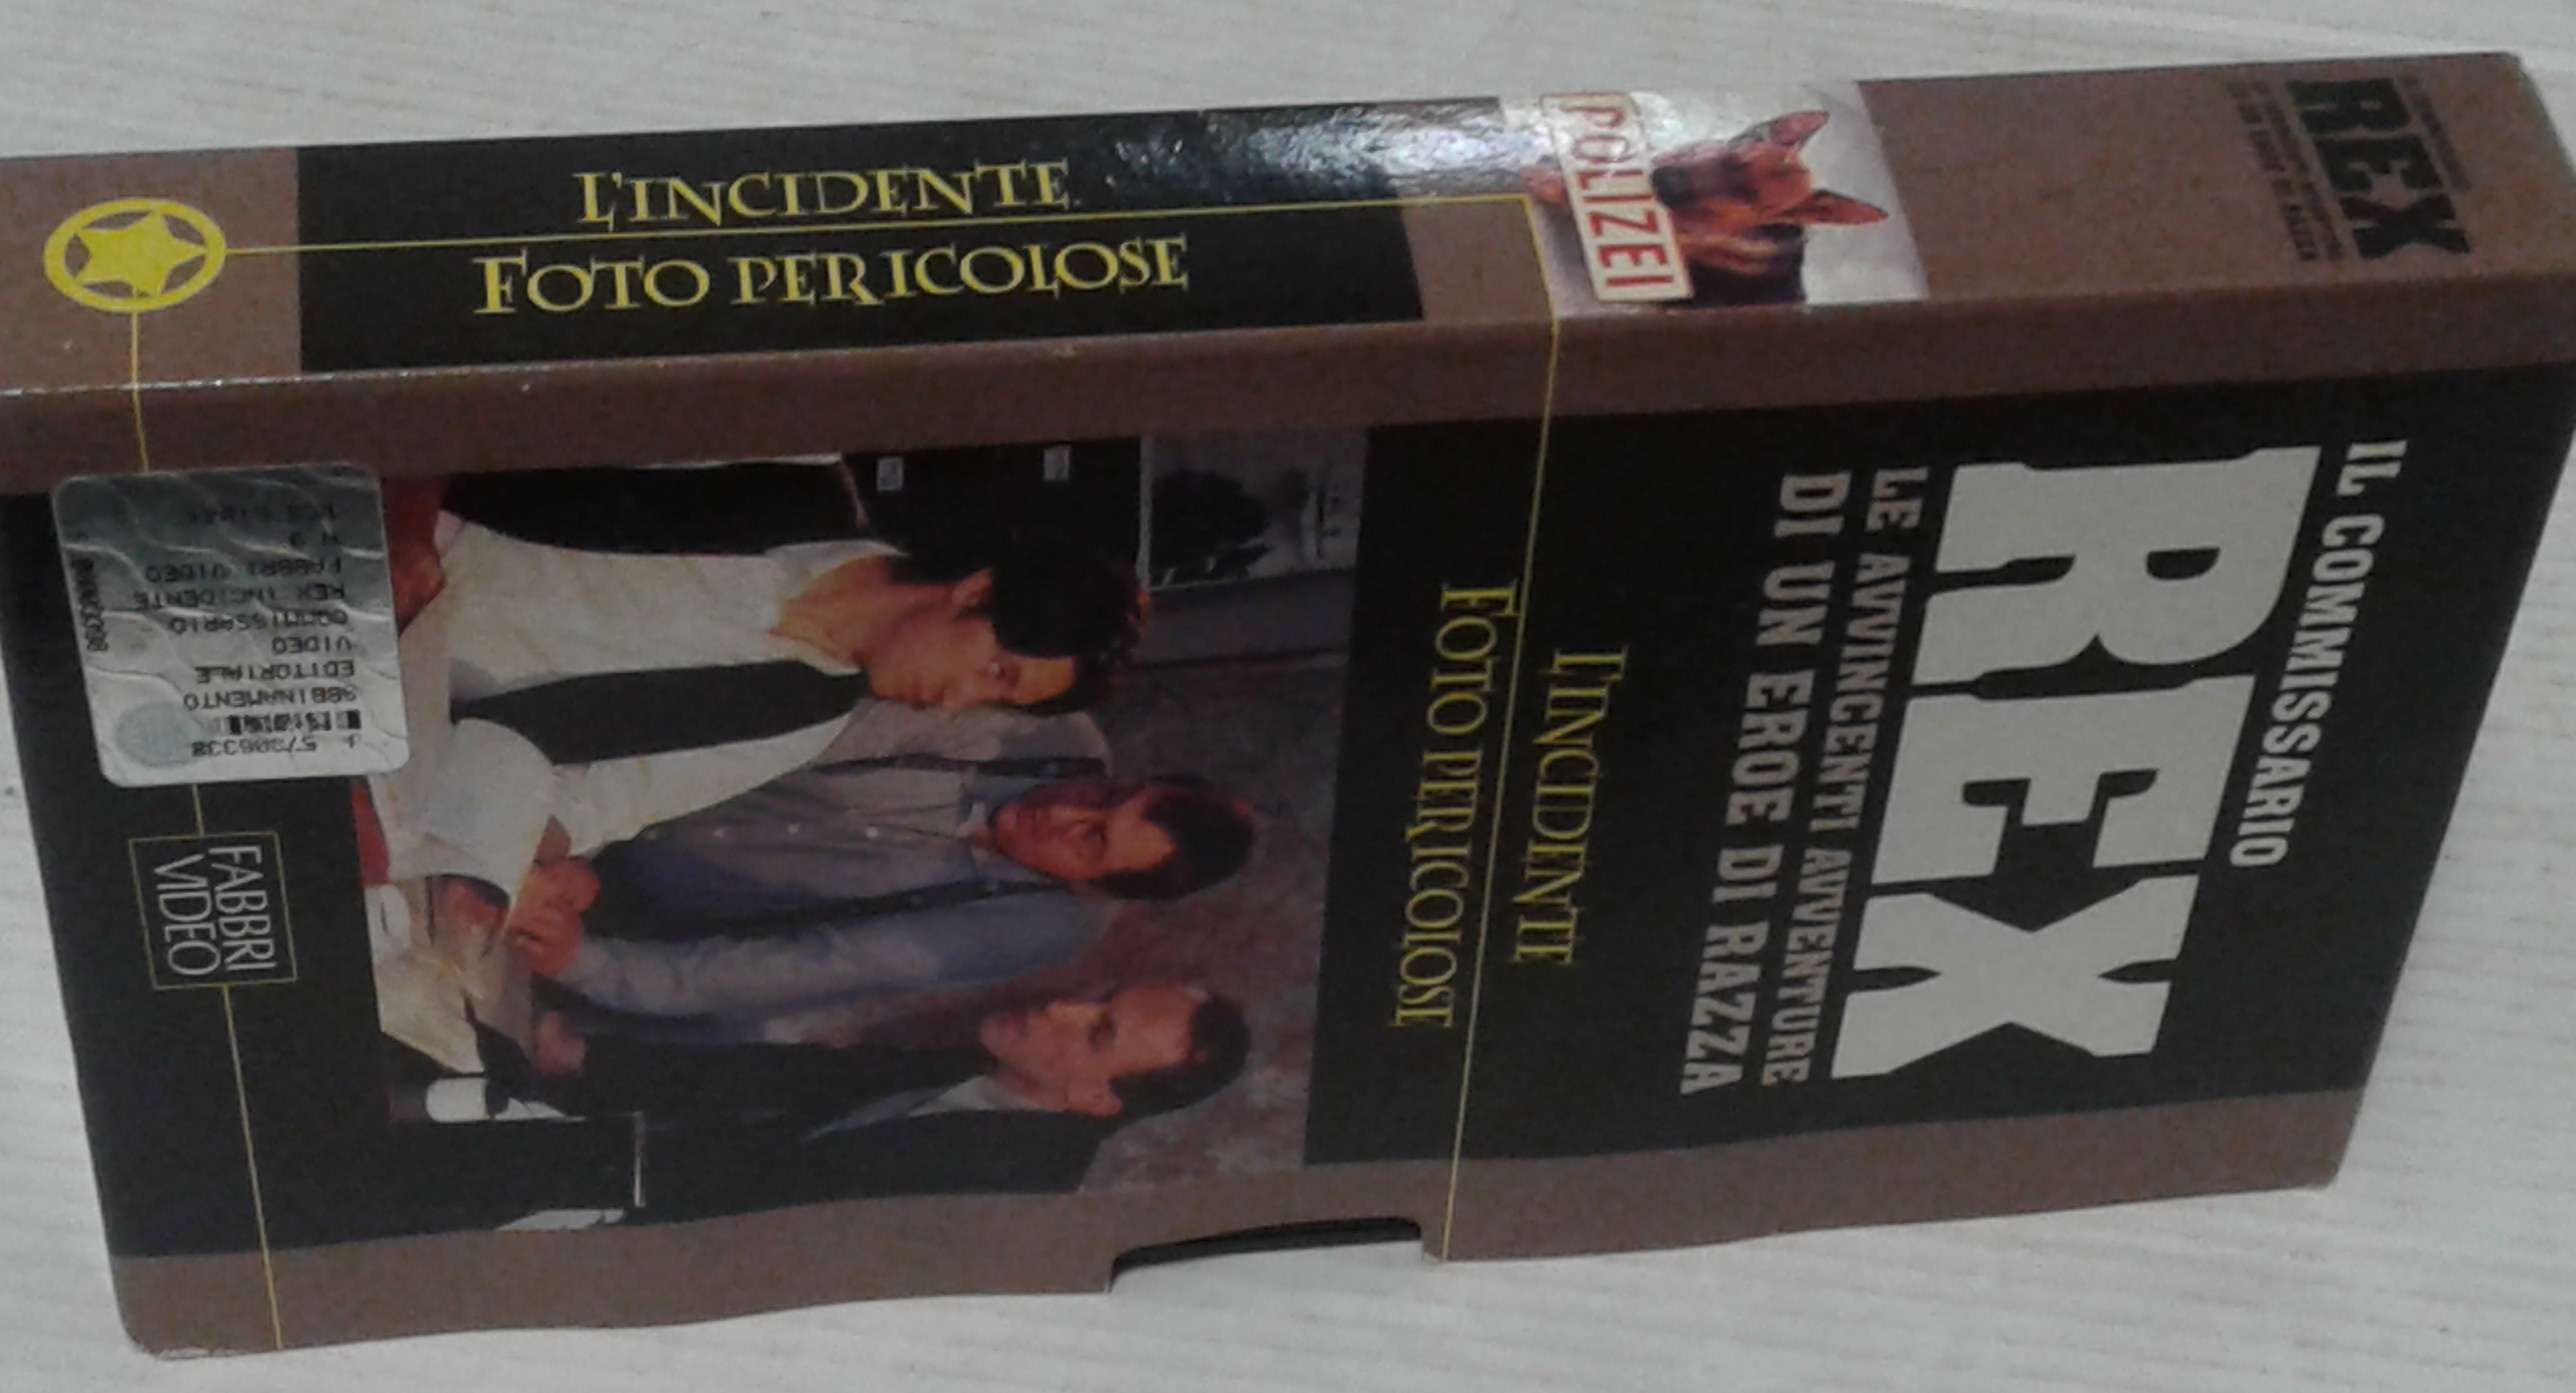 L'INCIDENTE
FOTO PERICOLOSE
POLIZEI
REX
IL COMMISSARIO
REX
LE AVVINCENTI AVVENTURE
DI UN EROE DI RAZZA
L'INCIDENTE
FOTO PERICOLOSE
FABBRI
VIDEO
ABBINAMENTO
EDITORIALE
VIDEO
COMMISSARIO
REX INCIDENTE
FABBRI VIDEO